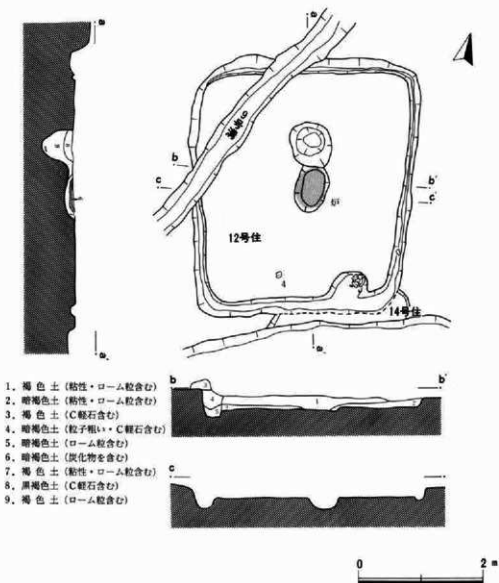 a
a
9号溝
b
c
b'
c'
炉
12号住
4
14号住
a'
a'
1. 褐色土(粘性・ローム粒含む)
2. 暗褐色土(粘性・ローム粒含む)
3. 褐色土(C軽石含む)
4. 暗褐色土(粒子粗い・C軽石含む)
5. 暗褐色土(ローム粒含む)
6. 暗褐色土(炭化物を含む)
7. 褐色土(粘性・ローム粒含む)
8. 黒褐色土(C軽石含む)
9. 褐色土(ローム粒含む)
b
b'
3
4
1
2
c
0
2m